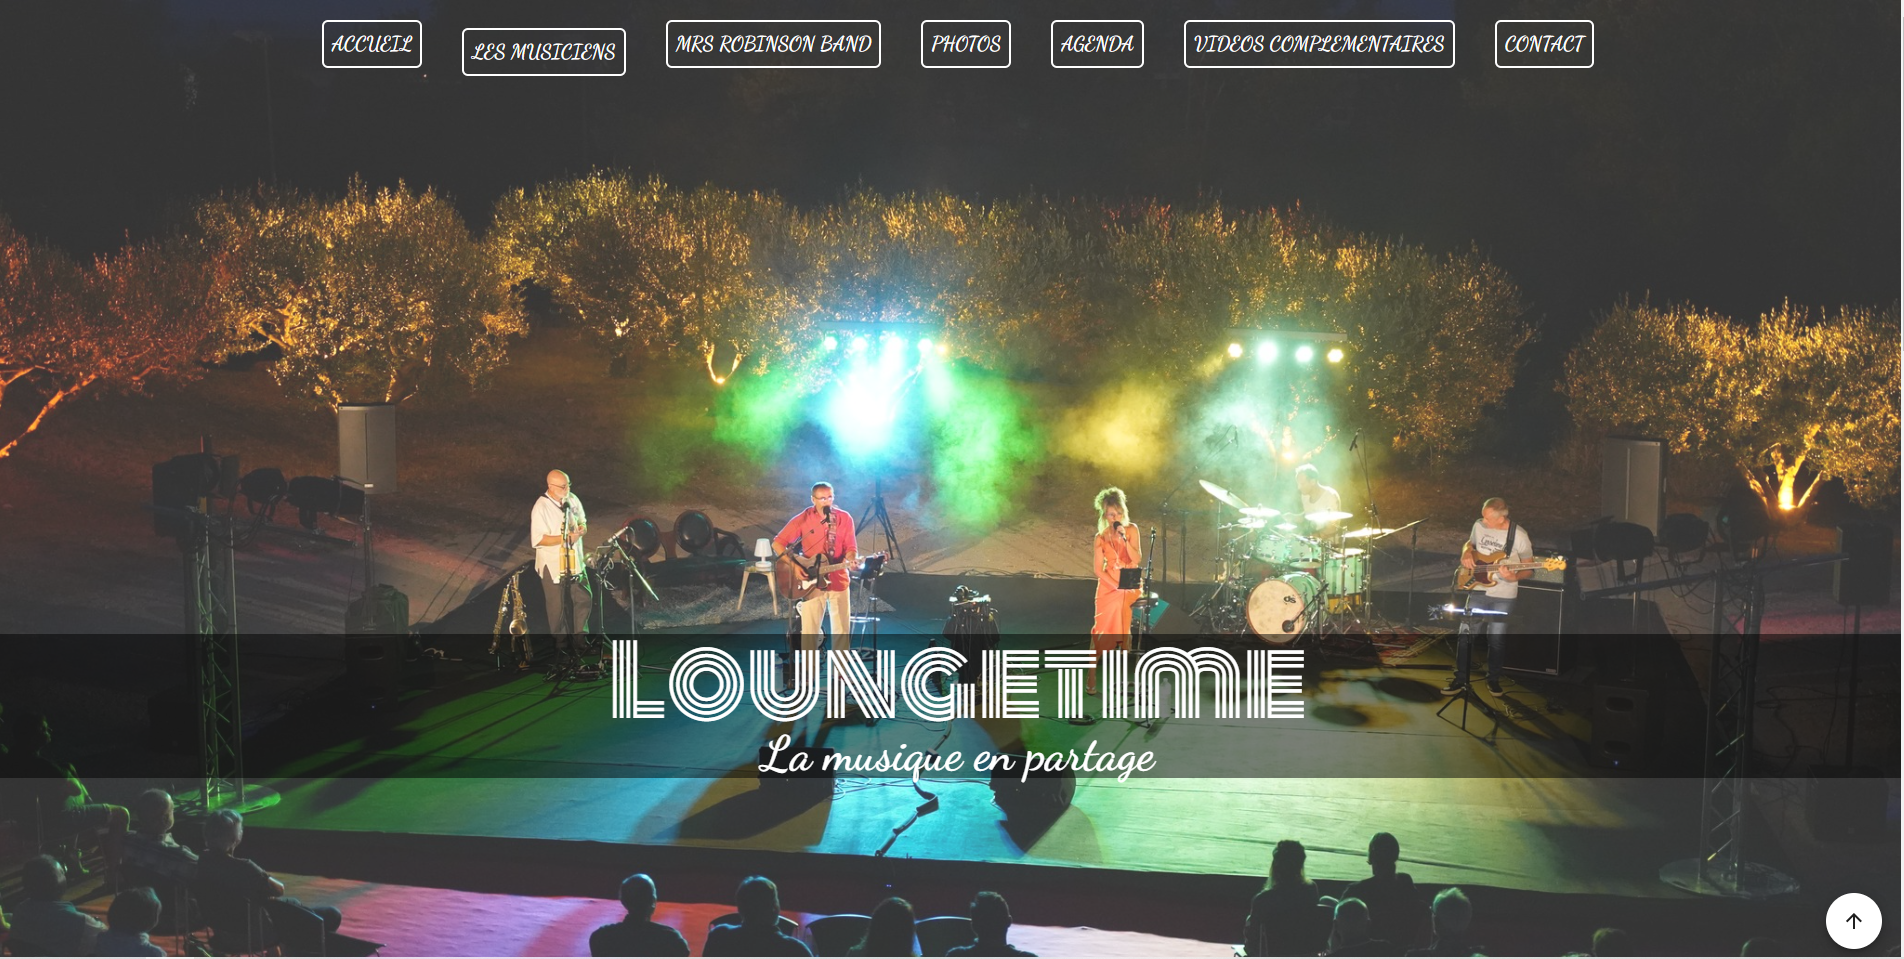 ACCUEIL
LES MUSICIENS
MRS ROBINSON BAND
PHOTOS
AGENDA
VIDEOS COMPLEMENTAIRES
CONTACT
LOUNGETIME
La musique en partage